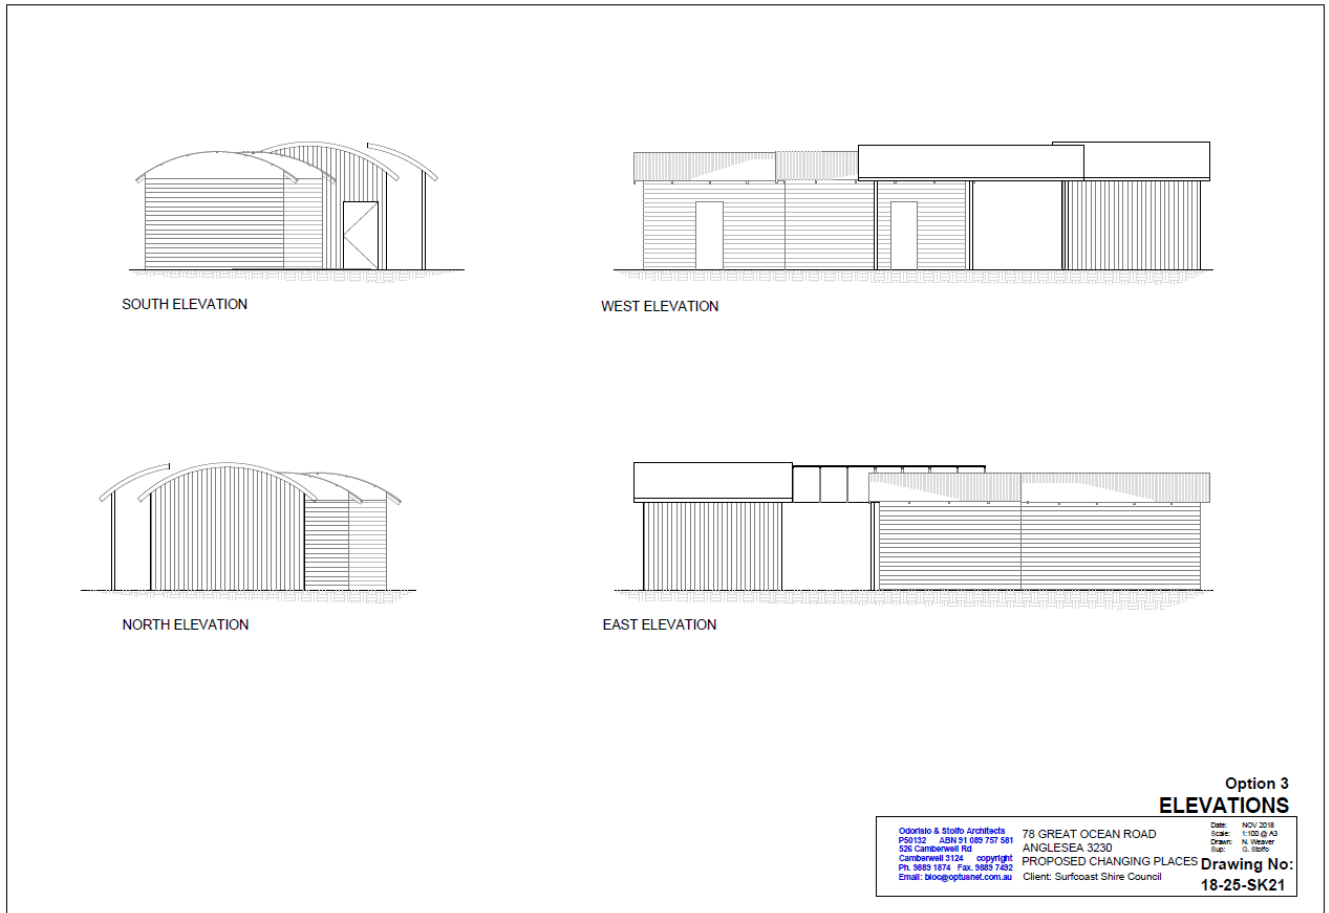 SOUTH ELEVATION
WEST ELEVATION
NORTH ELEVATION
EAST ELEVATION
Option 3
ELEVATIONS
Odorisio & Stolfo Architects
P50132 ABN 91 089 757 581
526 Camberwell Rd
Camberwell 3124 copyright
Ph. 9889 1874 Fax. 9889 7492
Email: bloc@optusnet.com.au
78 GREAT OCEAN ROAD
ANGLESEA 3230
PROPOSED CHANGING PLACES
Client: Surfcoast Shire Council
Date: NOV 2018
Scale: 1:100 @ A3
Drawn: N. Weaver
Sup: G. Stolfo
Drawing No:
18-25-SK21